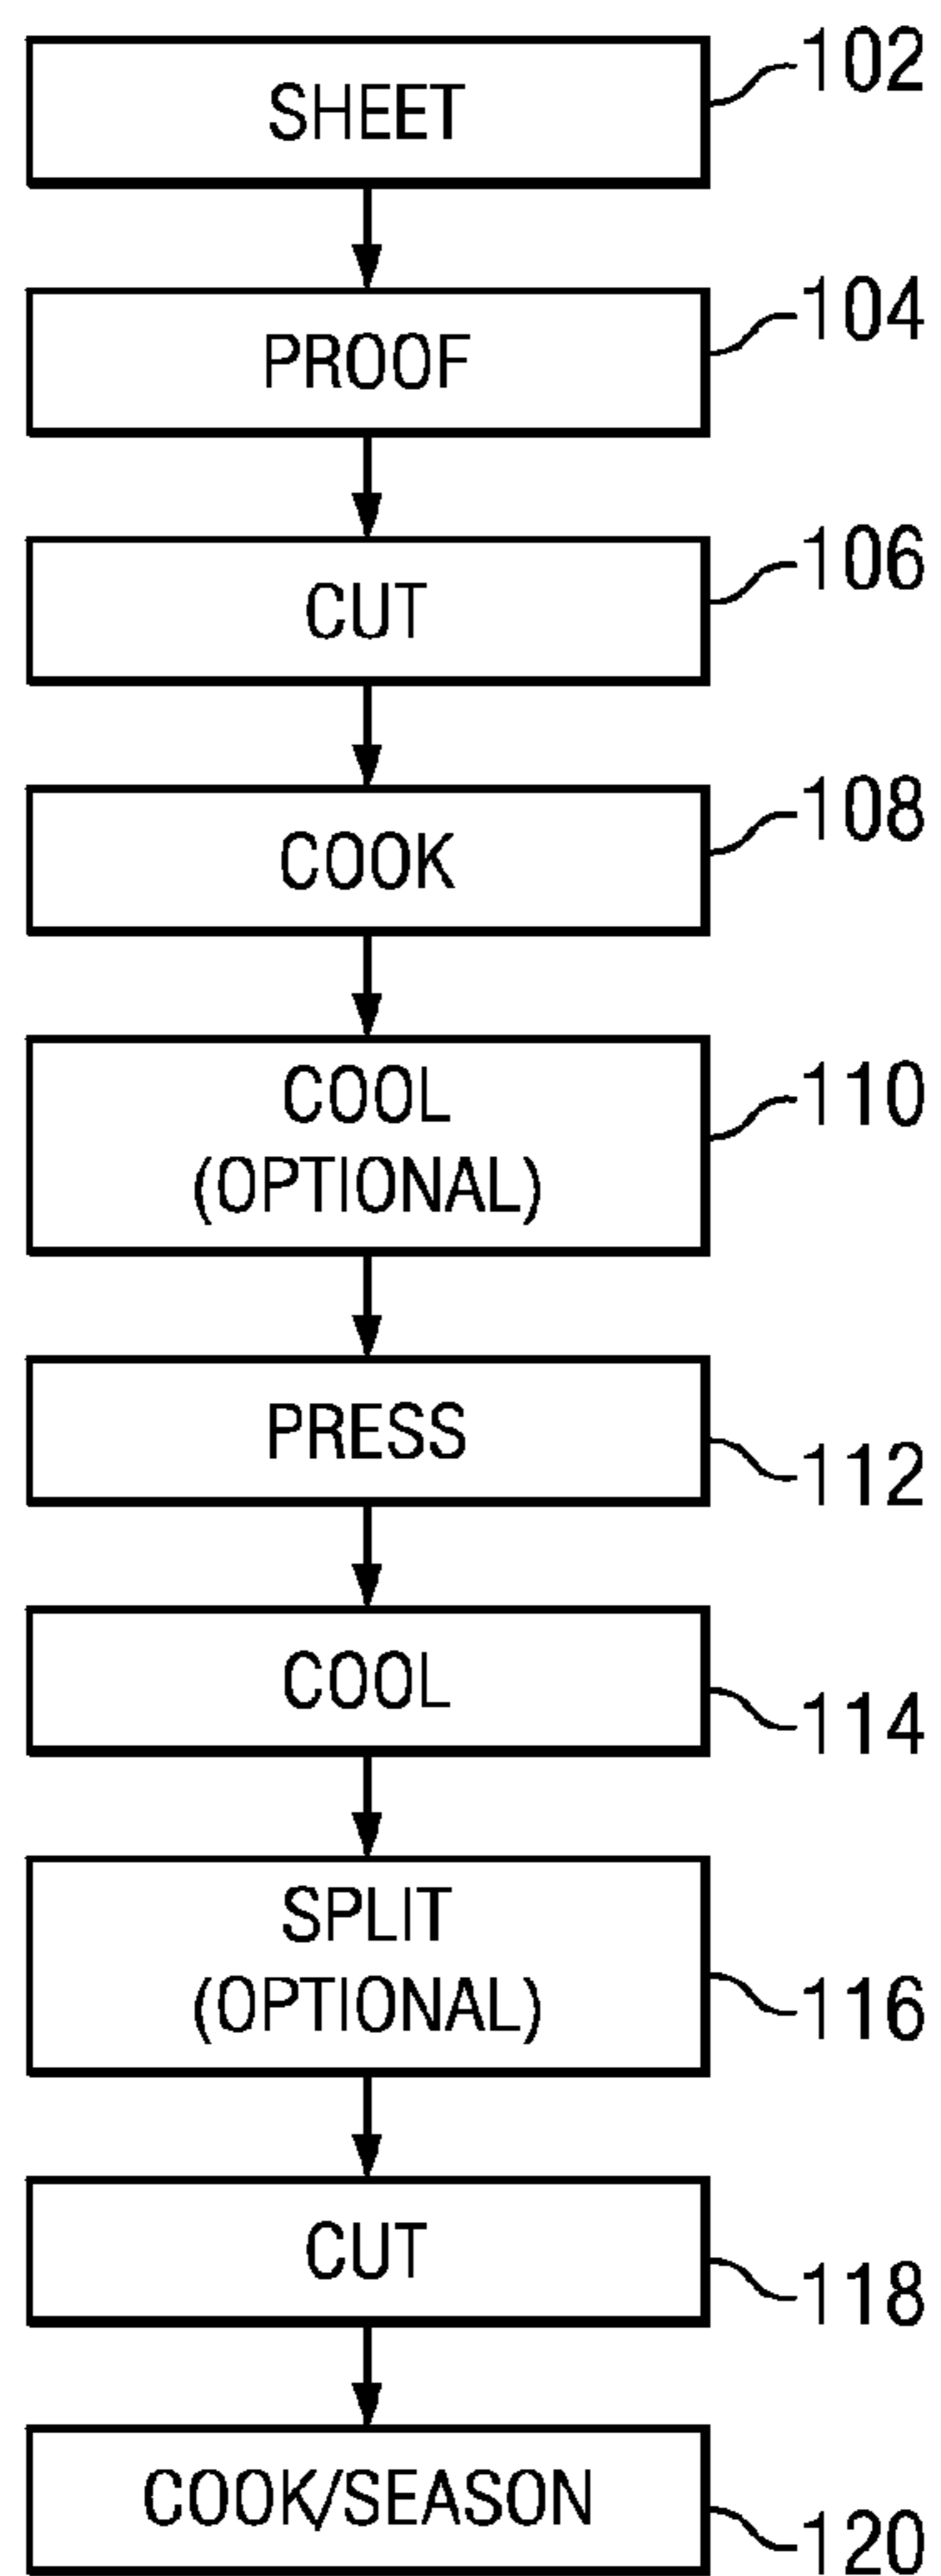 SHEET
102
PROOF
104
CUT
106
COOK
108
COOL
(OPTIONAL)
110
PRESS
112
COOL
114
SPLIT
(OPTIONAL)
116
CUT
118
COOK/SEASON
120